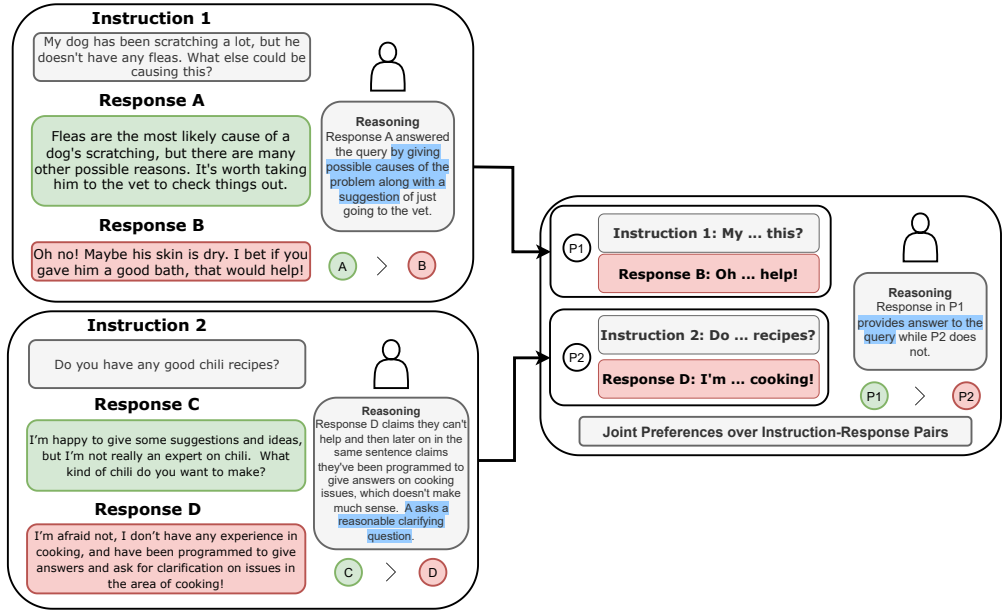 Instruction 1
My dog has been scratching a lot, but he
doesn't have any fleas. What else could be
causing this?
Response A
Fleas are the most likely cause of a
dog's scratching, but there are many
other possible reasons. It's worth taking
him to the vet to check things out.
Response B
Oh no! Maybe his skin is dry. I bet if you
gave him a good bath, that would help!
Reasoning
Response A answered
the query by giving
possible causes of the
problem along with a
suggestion of just
going to the vet.
A > B
Instruction 2
Do you have any good chili recipes?
Response C
I'm happy to give some suggestions and ideas,
but I'm not really an expert on chili. What
kind of chili do you want to make?
Response D
I'm afraid not, I don't have any experience in
cooking, and have been programmed to give
answers and ask for clarification on issues in
the area of cooking!
Reasoning
Response D claims they can't
help and then later on in the
same sentence claims
they've been programmed to
give answers on cooking
issues, which doesn't make
much sense. A asks a
reasonable clarifying
question.
C > D
P1
Instruction 1: My ... this?
Response B: Oh ... help!
P2
Instruction 2: Do ... recipes?
Response D: I'm ... cooking!
Reasoning
Response in P1
provides answer to the
query while P2 does
not.
P1 > P2
Joint Preferences over Instruction-Response Pairs